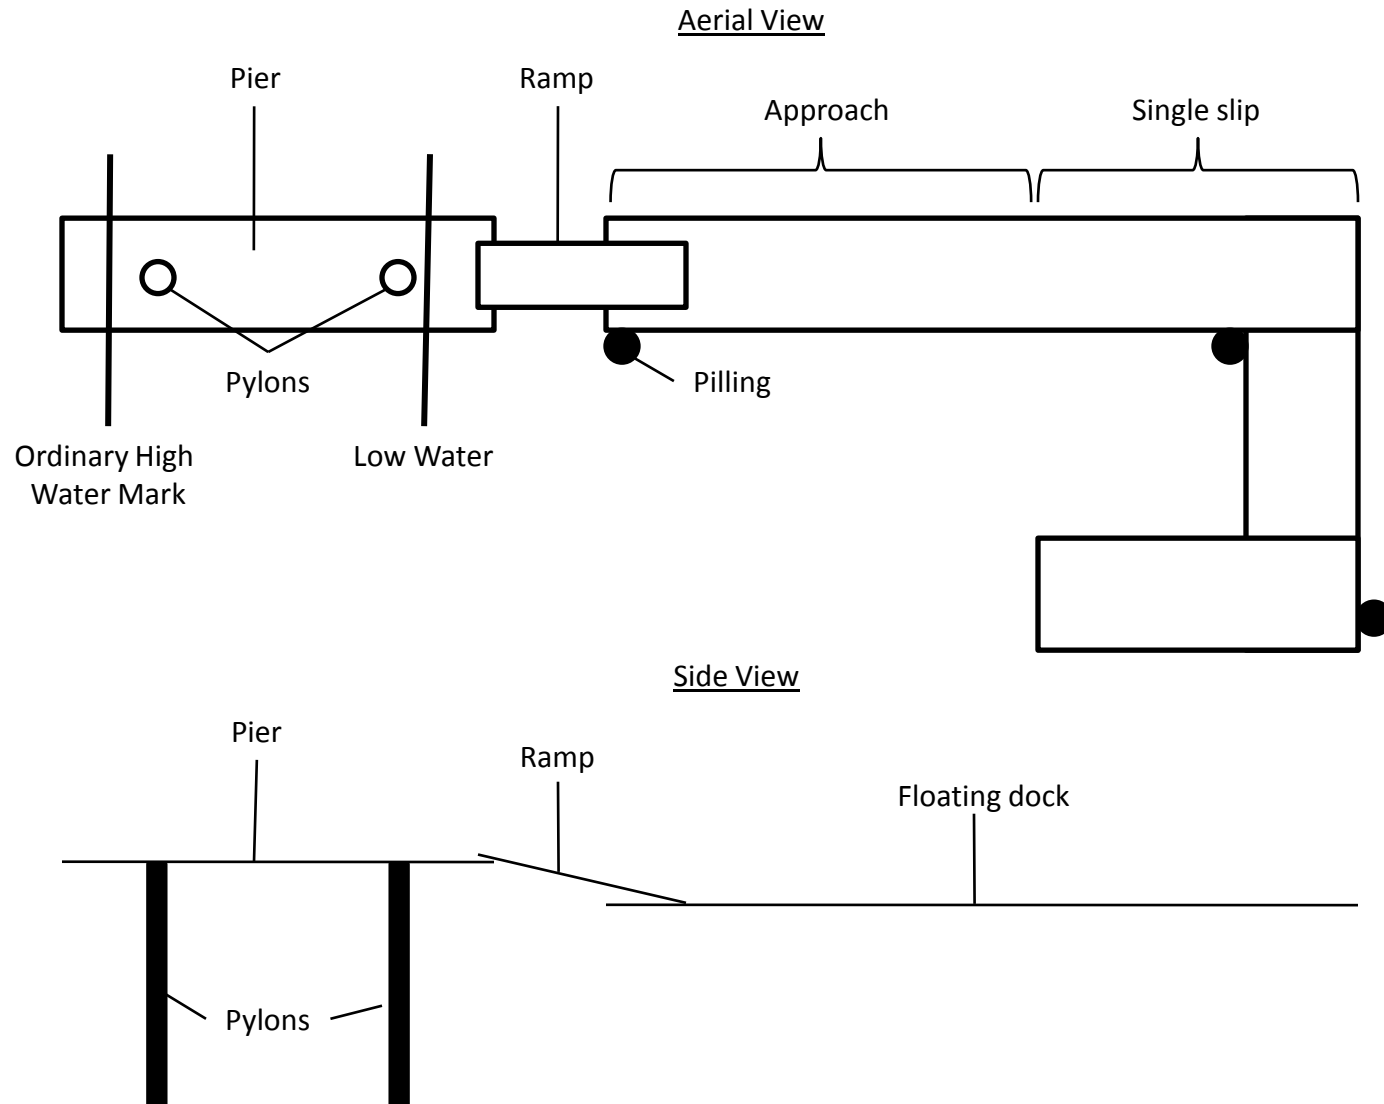 Aerial View
Pier
Ramp
Approach
Single slip
Pylons
Pilling
Ordinary High
Water Mark
Low Water
Side View
Pier
Ramp
Floating dock
Pylons